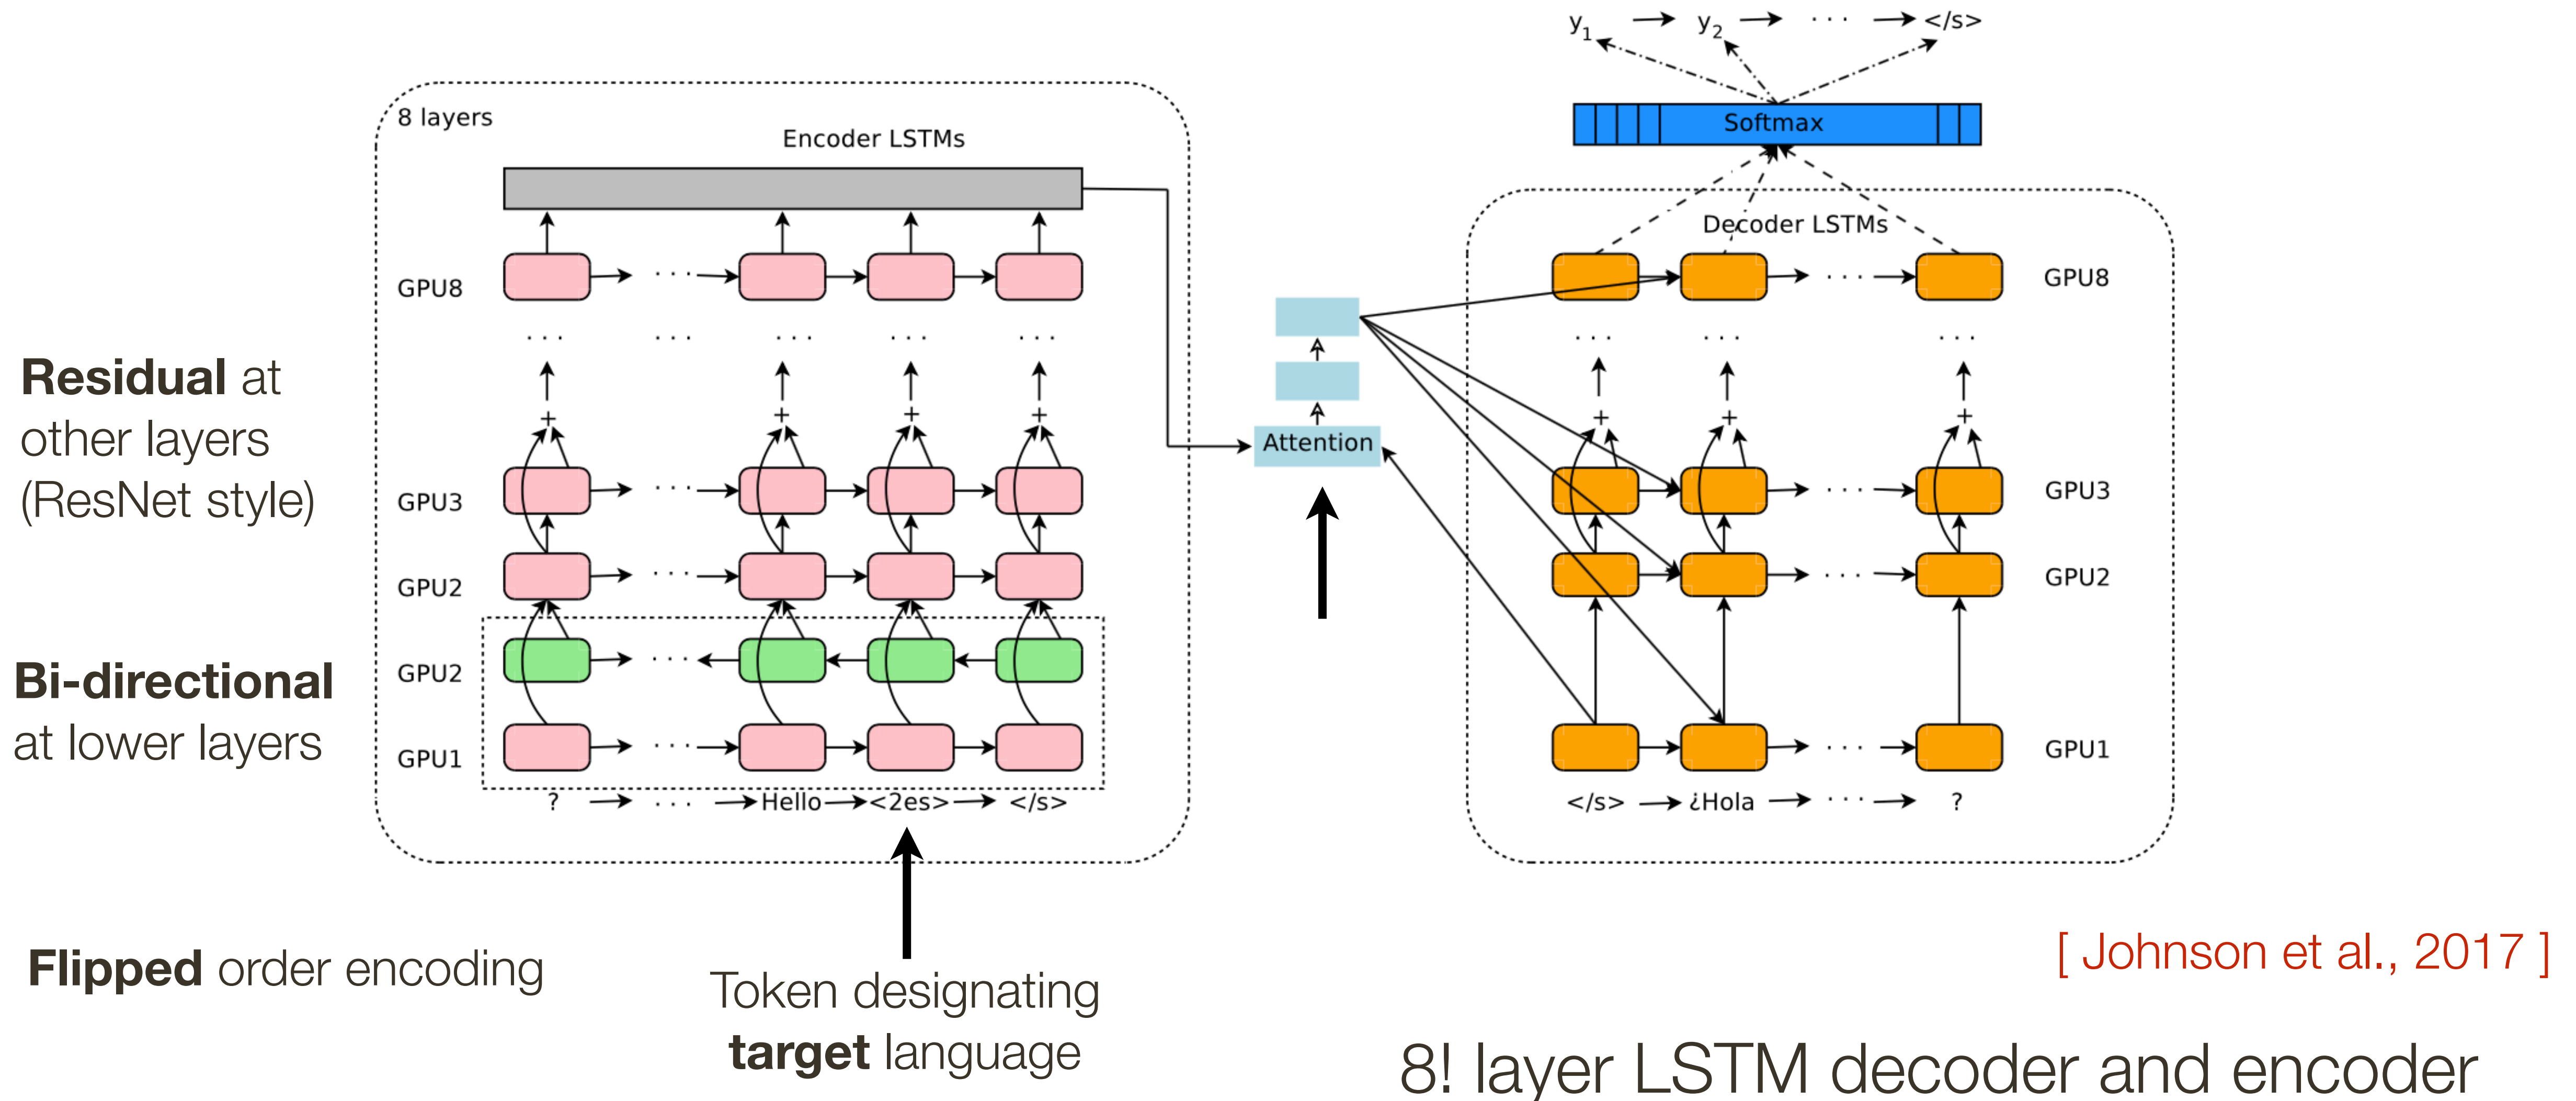 y1 y2 · · · </s>
Softmax
8 layers
Encoder LSTMs
Decoder LSTMs
GPU8 · · · · · · GPU8
· · · · · · · · · · · · · · ·
· · · · · · · · ·
Residual at
other layers
(ResNet style)
+ + + +
+ + +
Attention
GPU3 · · · · · · GPU3
GPU2 · · · · · · GPU2
Bi-directional
at lower layers
GPU2 · · ·
GPU1 · · · · · · GPU1
? · · · Hello <2es> </s>
</s> ¿Hola · · · ?
Flipped order encoding
Token designating
target language
[ Johnson et al., 2017 ]
8! layer LSTM decoder and encoder